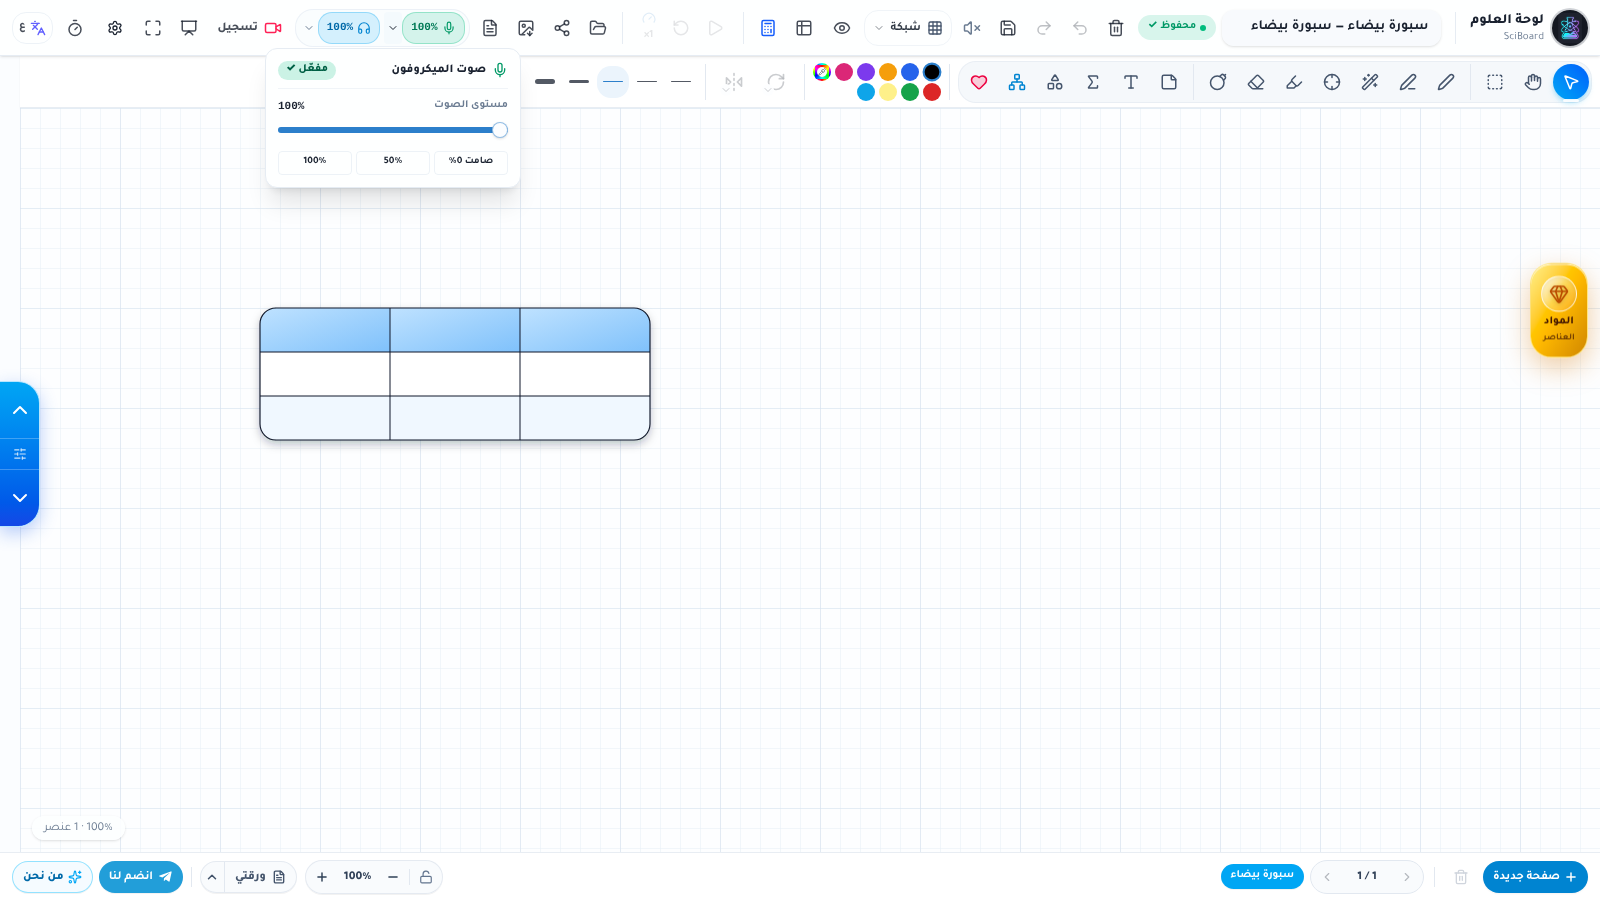 لوحة العلوم
SciBoard
سبورة بيضاء – سبورة بيضاء
محفوظ ✓
شبكة
x1
100%
100%
تسجيل
ع
صوت الميكروفون
مفعّل ✓
مستوى الصوت
100%
صامت 0%
50%
100%
المواد
العناصر
100% · 1 عنصر
صفحة جديدة
1 / 1
سبورة بيضاء
100%
ورقتي
انضم لنا
من نحن